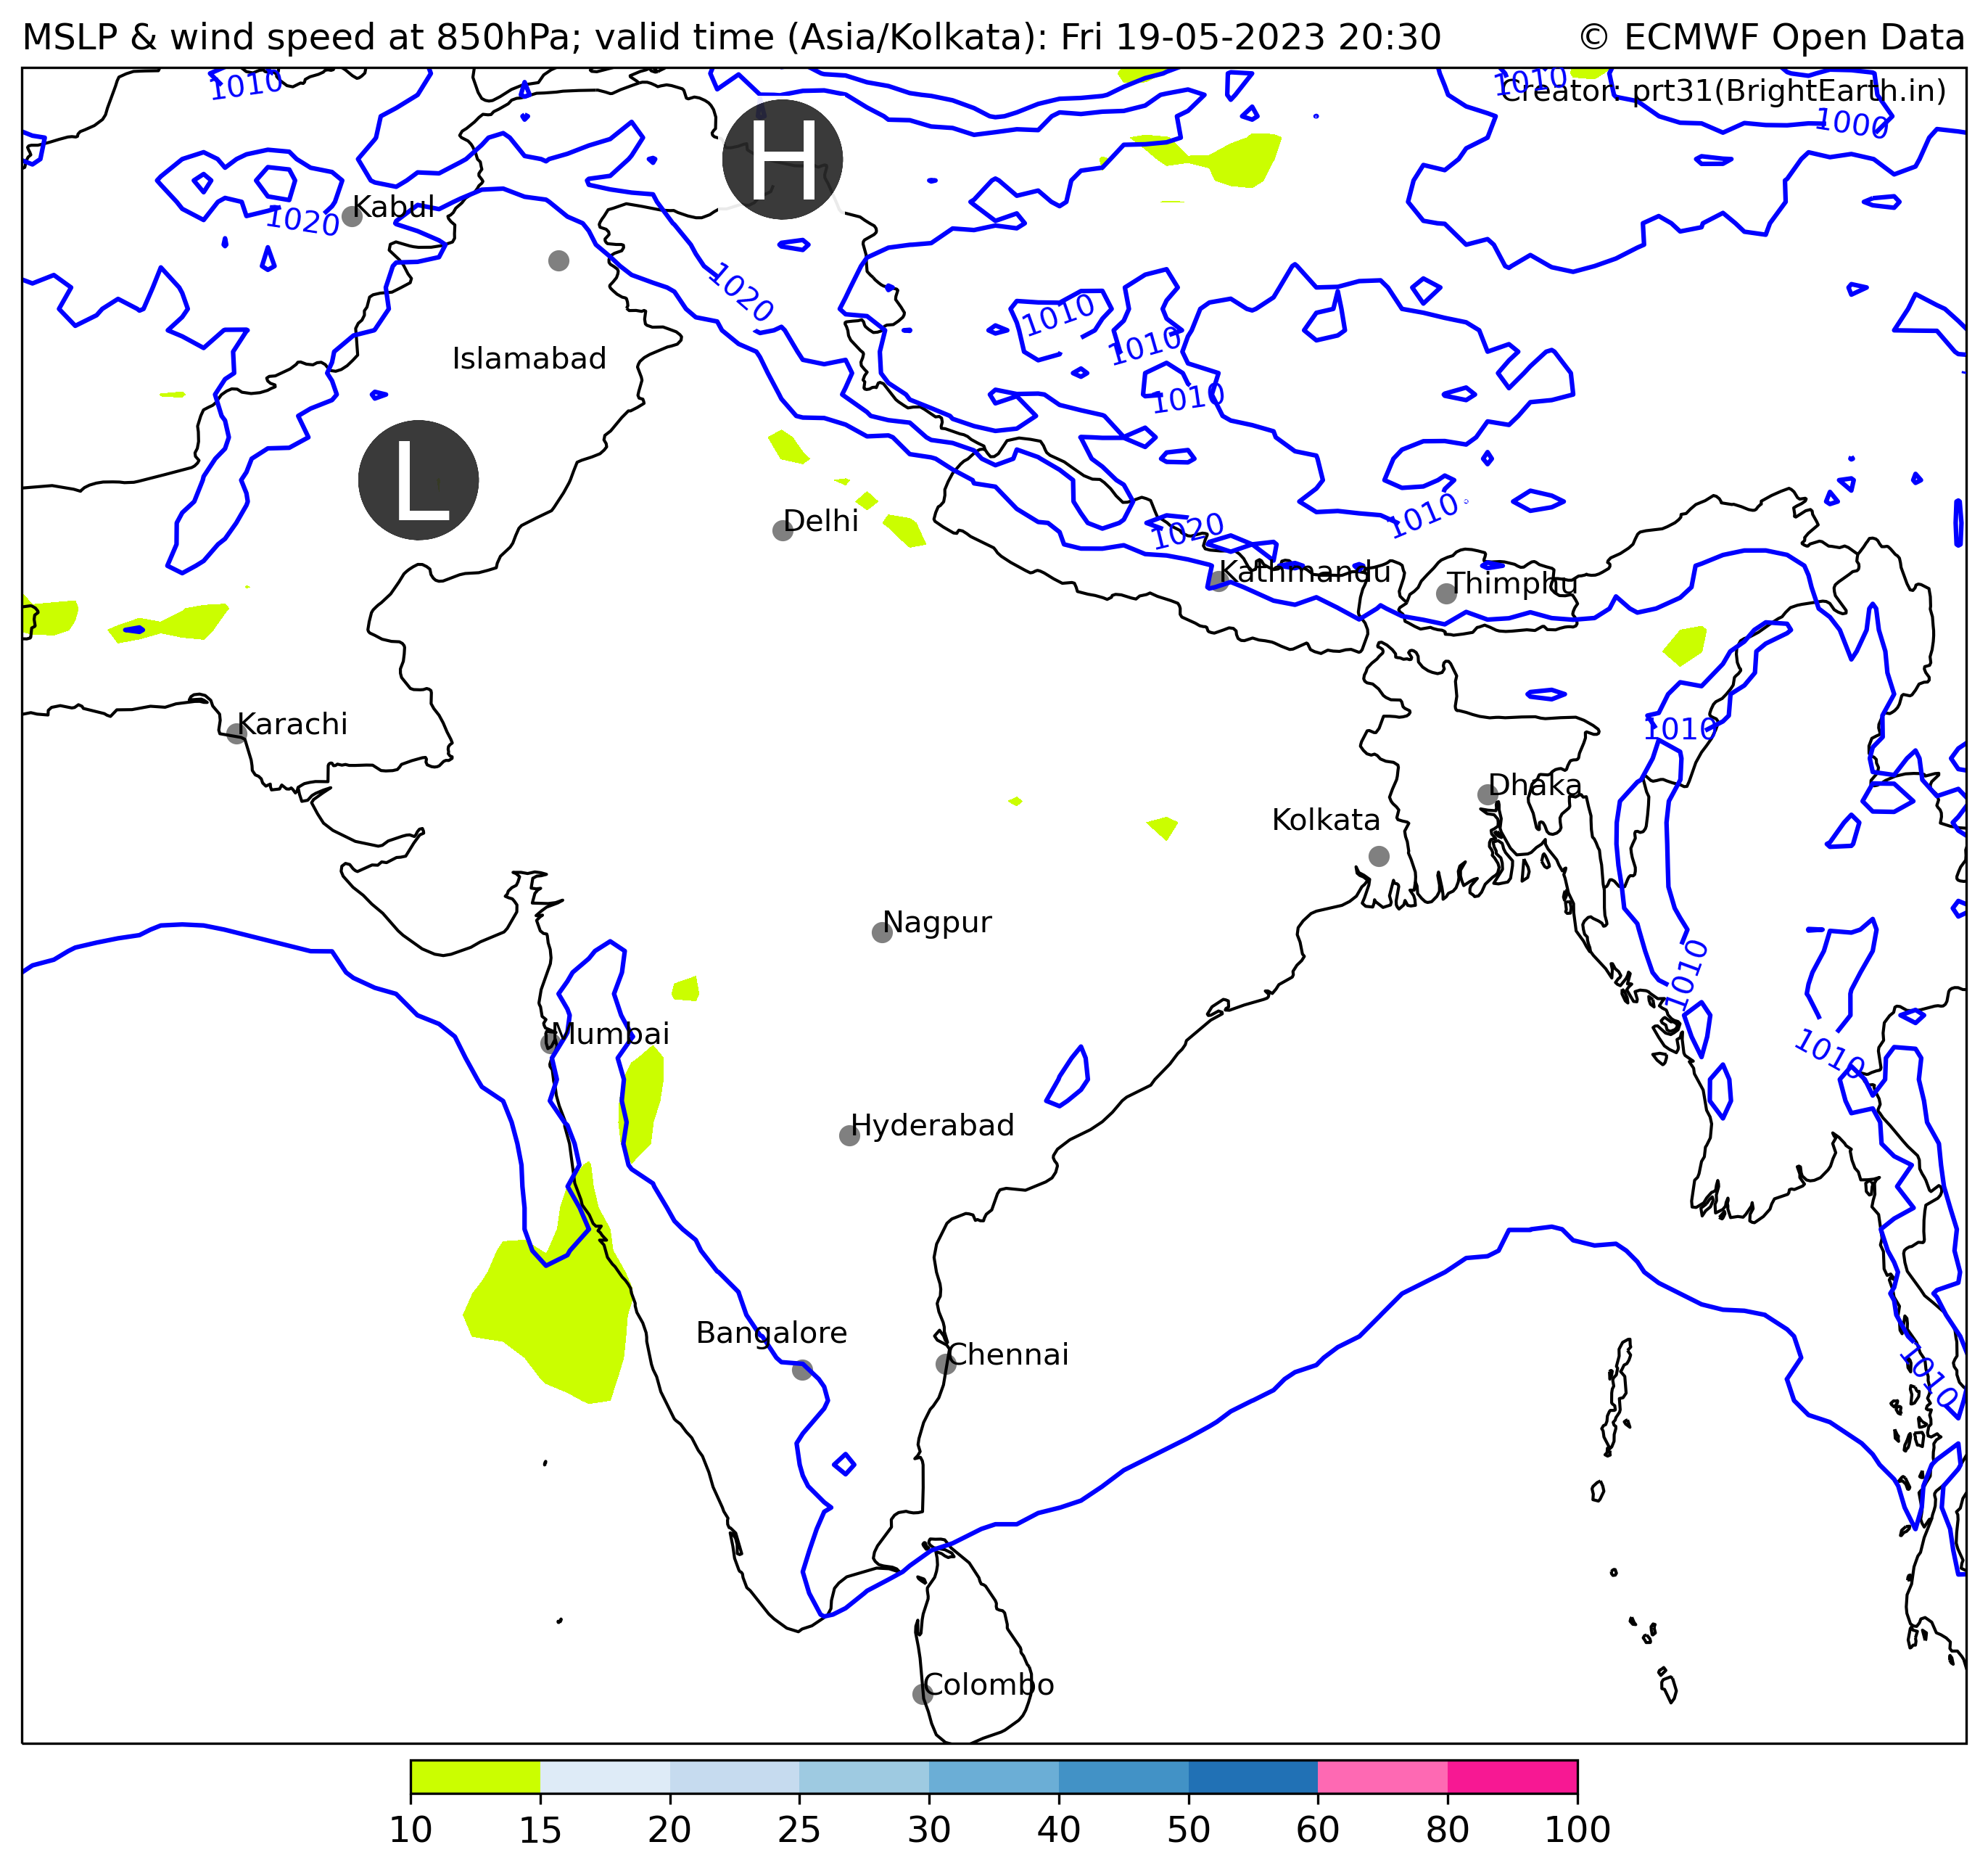 MSLP & wind speed at 850hPa; valid time (Asia/Kolkata): Fri 19-05-2023 20:30
© ECMWF Open Data
1010
1010
Creator: prt31(BrightEarth.in)
1000
H
Kabul
1020
1020
1010
1010
Islamabad
1010
L
1010
Delhi
1020
Kathmandu
Thimphu
Karachi
1010
Dhaka
Kolkata
Nagpur
1010
Mumbai
1010
Hyderabad
Bangalore
Chennai
1010
Colombo
10 15 20 25 30 40 50 60 80 100